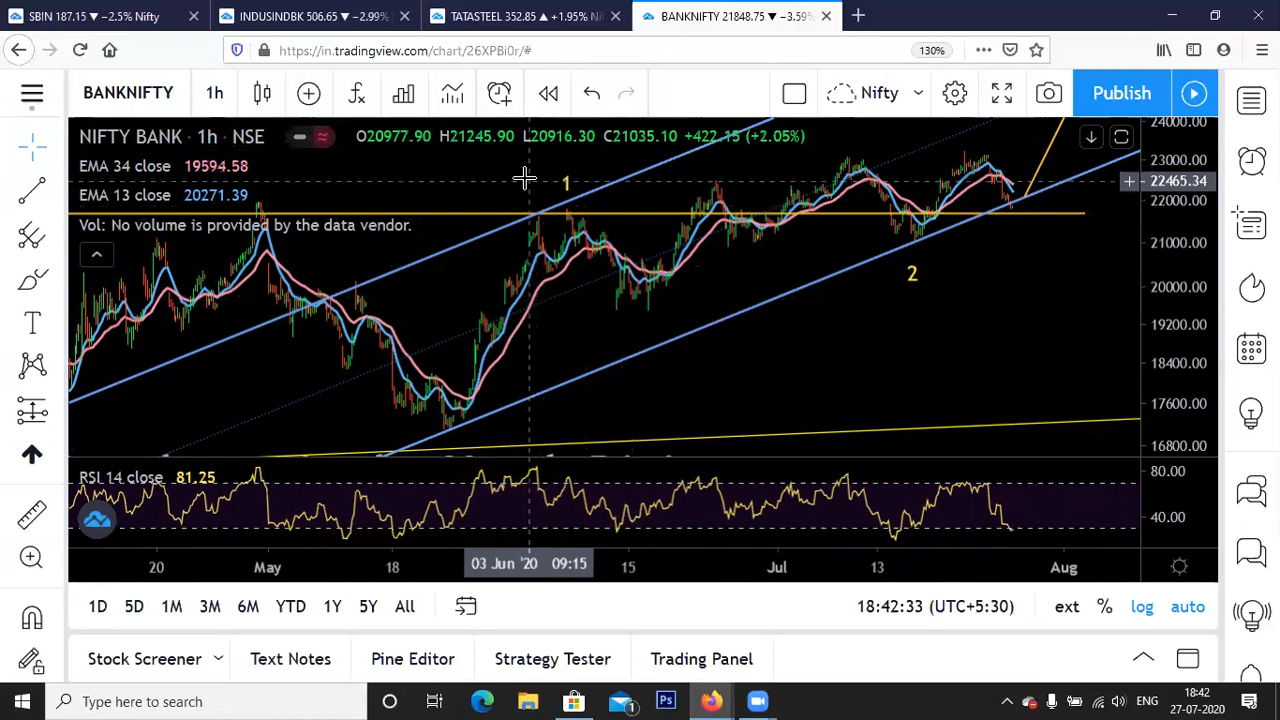 SBIN 187.15 ▼ −2.5% Nifty
INDUSINDBK 506.65 ▼ −2.99%
TATASTEEL 352.85 ▲ +1.95% Ni
BANKNIFTY 21848.75 ▼ −3.59%
https://in.tradingview.com/chart/26XPBi0r/#
130%
BANKNIFTY
1h
Nifty
Publish
NIFTY BANK · 1h · NSE
O20977.90 H21245.90 L20916.30 C21035.10 +422.15 (+2.05%)
EMA 34 close 19594.58
EMA 13 close 20271.39
Vol: No volume is provided by the data vendor.
1
2
24000.00
23000.00
22465.34
22000.00
21000.00
20000.00
19200.00
18400.00
17600.00
16800.00
RSI 14 close 81.25
80.00
40.00
20
May
18
03 Jun '20 09:15
15
Jul
13
Aug
1D 5D 1M 3M 6M YTD 1Y 5Y All
18:42:33 (UTC+5:30)
ext % log auto
Stock Screener
Text Notes
Pine Editor
Strategy Tester
Trading Panel
Type here to search
1
Ps
ENG
18:42
27-07-2020